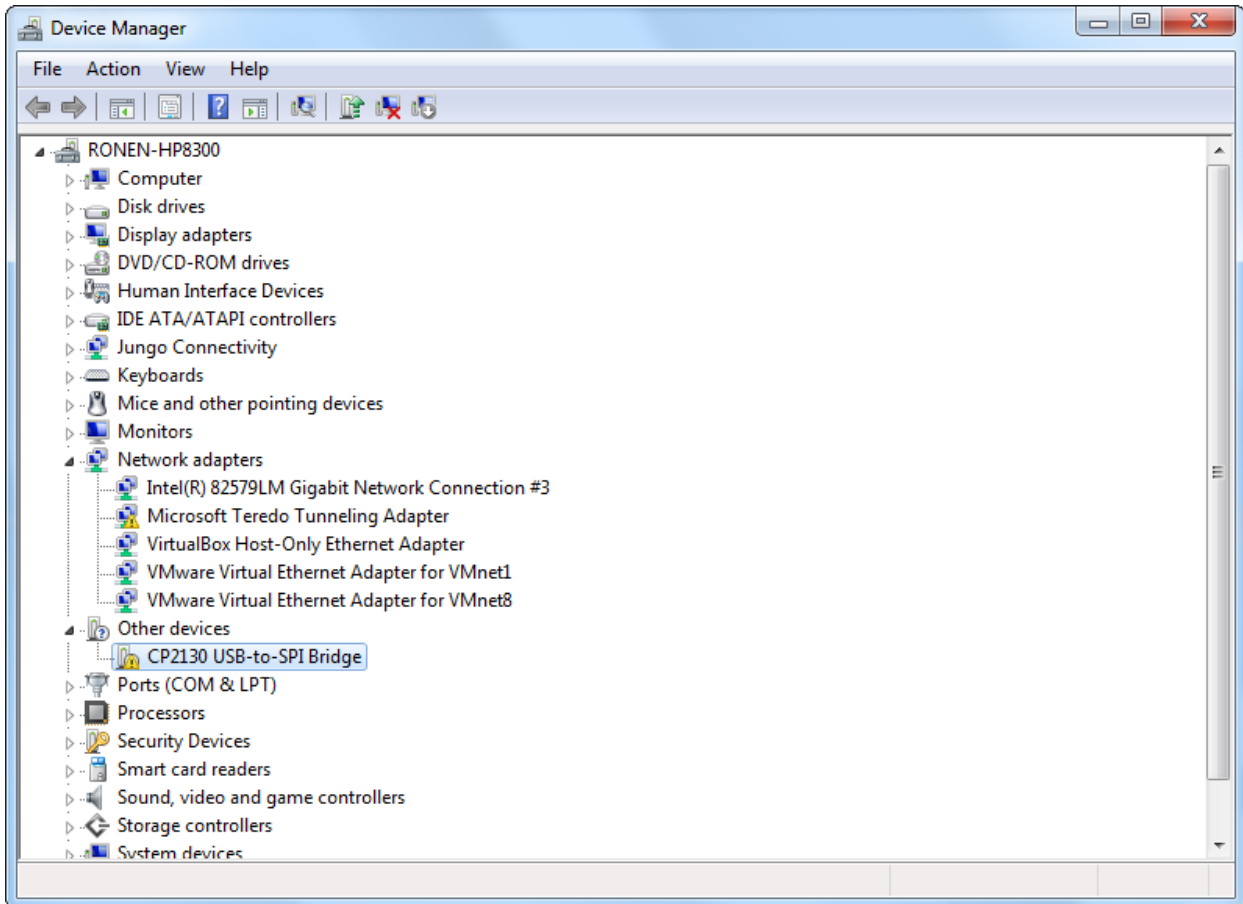 Device Manager
File Action View Help
RONEN-HP8300
Computer
Disk drives
Display adapters
DVD/CD-ROM drives
Human Interface Devices
IDE ATA/ATAPI controllers
Jungo Connectivity
Keyboards
Mice and other pointing devices
Monitors
Network adapters
Intel(R) 82579LM Gigabit Network Connection #3
Microsoft Teredo Tunneling Adapter
VirtualBox Host-Only Ethernet Adapter
VMware Virtual Ethernet Adapter for VMnet1
VMware Virtual Ethernet Adapter for VMnet8
Other devices
CP2130 USB-to-SPI Bridge
Ports (COM & LPT)
Processors
Security Devices
Smart card readers
Sound, video and game controllers
Storage controllers
System devices